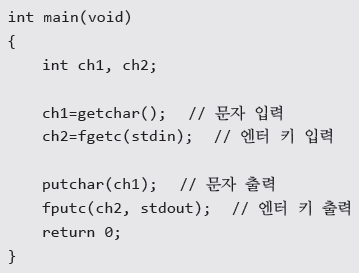 int main(void)
{
    int ch1, ch2;

    ch1=getchar();  // 문자 입력
    ch2=fgetc(stdin);  // 엔터 키 입력

    putchar(ch1);  // 문자 출력
    fputc(ch2, stdout);  // 엔터 키 출력
    return 0;
}